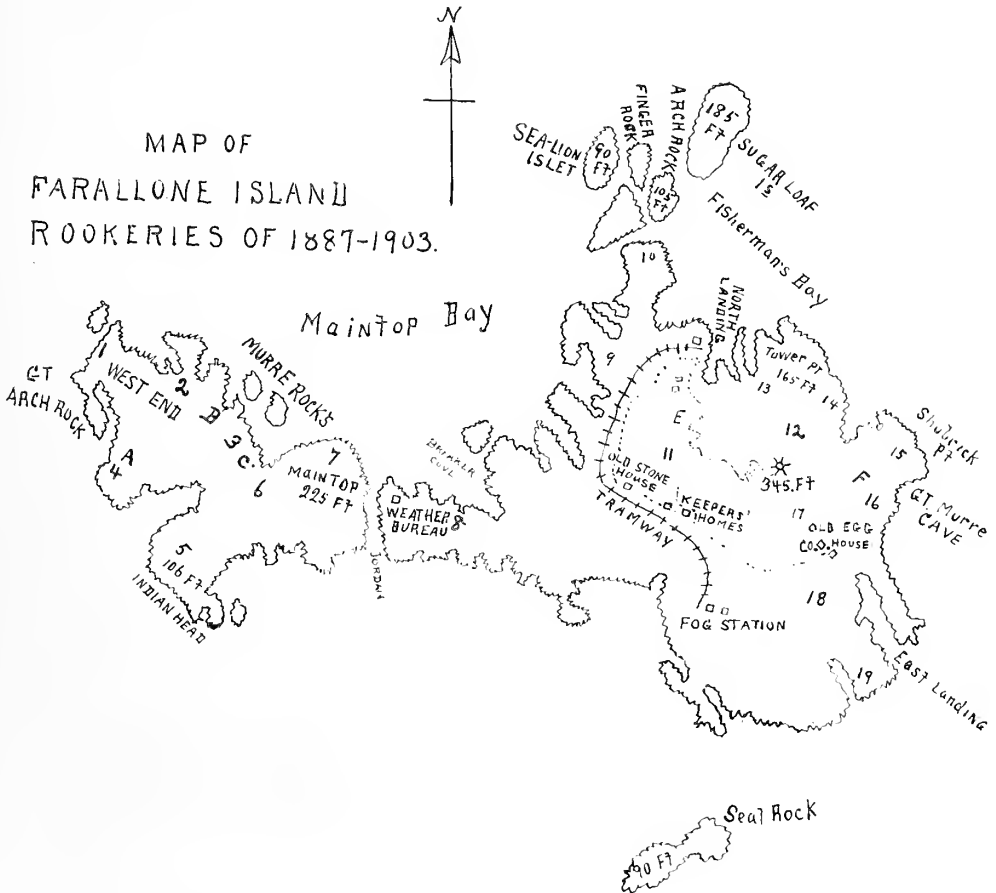 N
MAP OF
FARALLONE ISLAND
ROOKERIES OF 1887-1903.
SEA-LION
ISLET
90
FT
FINGER
ROCK
ARCH ROCK
105
FT
185
FT
SUGAR LOAF
IS
Fisherman's Bay
Maintop Bay
10
NORTH
LANDING
9
Tower Pt
165 FT
13
14
12
E
11
345.FT
15
Shubrick
Pt
F
16
GT. Murre
CAVE
17
OLD EGG
CO. HOUSE
OLD STONE
HOUSE
KEEPERS'
HOMES
TRAMWAY
18
FOG STATION
19
EAST LANDING
GT
ARCH ROCK
1
WEST END
2
B
3
C.
MURRE ROCKS
A
4
6
7
MAINTOP
225 FT
WEATHER
BUREAU
8
COVE
JORDAN
5
106 FT
INDIAN HEAD
Seal Rock
90 FT